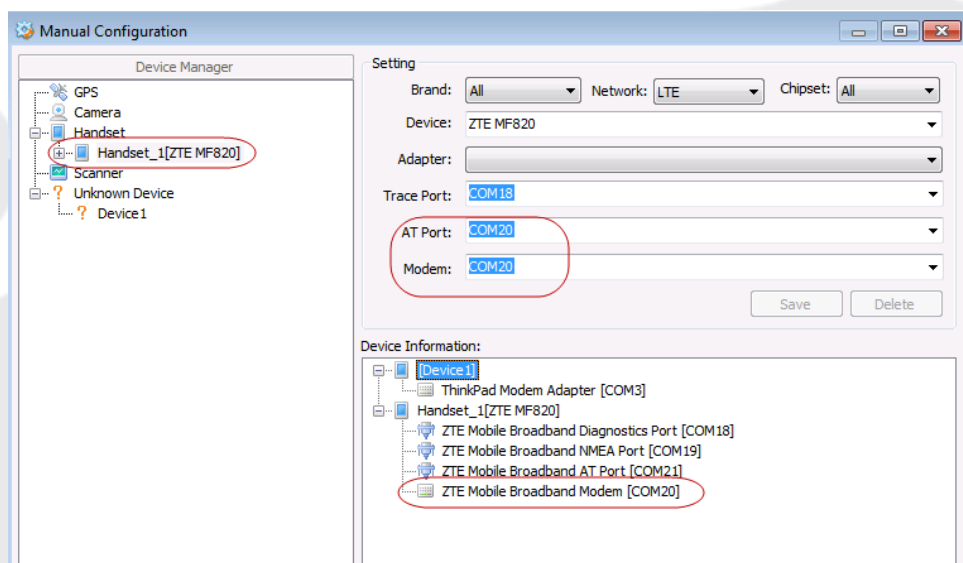 Manual Configuration
Device Manager
GPS
Camera
Handset
Handset_1[ZTE MF820]
Scanner
Unknown Device
Device1
Setting
Brand: All Network: LTE Chipset: All
Device: ZTE MF820
Adapter:
Trace Port: COM18
AT Port: COM20
Modem: COM20
Save Delete
Device Information:
[Device1]
ThinkPad Modem Adapter [COM3]
Handset_1[ZTE MF820]
ZTE Mobile Broadband Diagnostics Port [COM18]
ZTE Mobile Broadband NMEA Port [COM19]
ZTE Mobile Broadband AT Port [COM21]
ZTE Mobile Broadband Modem [COM20]